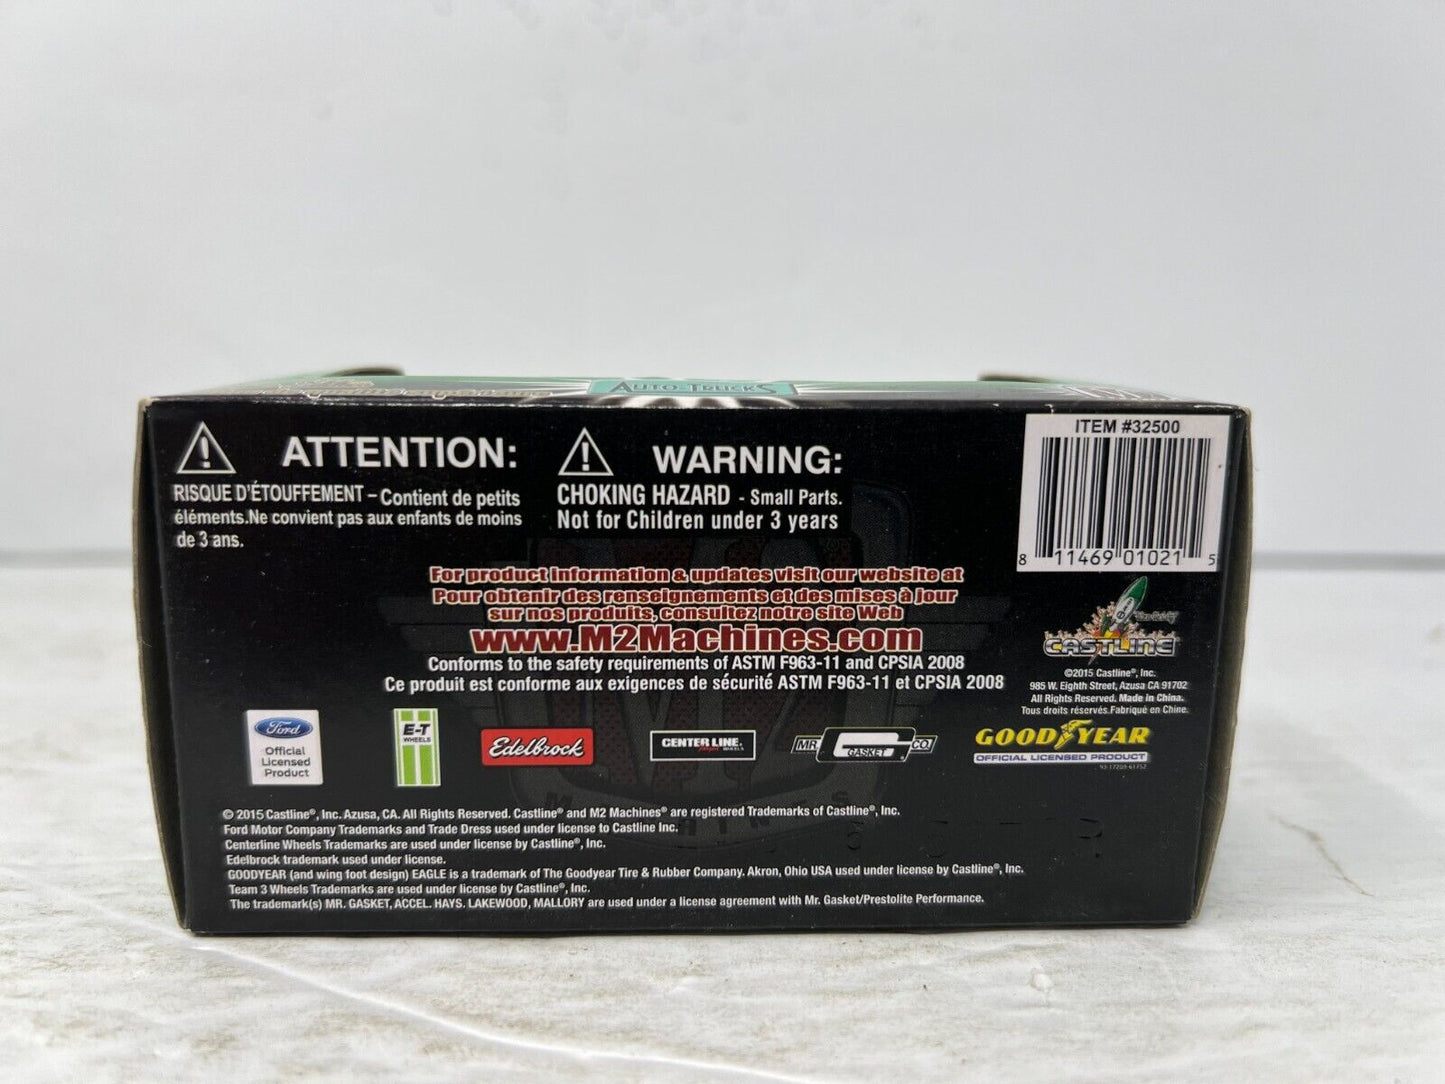 AUTO-TRUCKS
ATTENTION:
RISQUE D'ÉTOUFFEMENT – Contient de petits
éléments.Ne convient pas aux enfants de moins
de 3 ans.
WARNING:
CHOKING HAZARD - Small Parts.
Not for Children under 3 years
ITEM #32500
8 11469 01021 5
For product information & updates visit our website at
Pour obtenir des renseignements et des mises à jour
sur nos produits, consultez notre site Web
www.M2Machines.com
Conforms to the safety requirements of ASTM F963-11 and CPSIA 2008
Ce produit est conforme aux exigences de sécurité ASTM F963-11 et CPSIA 2008
CASTLINE
©2015 Castline®, Inc.
985 W. Eighth Street, Azusa CA 91702
All Rights Reserved. Made in China.
Tous droits réservés.Fabriqué en Chine.
Ford
Official
Licensed
Product
E-T
WHEELS
Edelbrock
CENTER LINE.
WHEELS
MR. GASKET CO.
GOODYEAR
OFFICIAL LICENSED PRODUCT
© 2015 Castline®, Inc. Azusa, CA. All Rights Reserved. Castline® and M2 Machines® are registered Trademarks of Castline®, Inc.
Ford Motor Company Trademarks and Trade Dress used under license to Castline Inc.
Centerline Wheels Trademarks are used under license by Castline®, Inc.
Edelbrock trademark used under license.
GOODYEAR (and wing foot design) EAGLE is a trademark of The Goodyear Tire & Rubber Company. Akron, Ohio USA used under license by Castline®, Inc.
Team 3 Wheels Trademarks are used under license by Castline®, Inc.
The trademark(s) MR. GASKET, ACCEL. HAYS. LAKEWOOD, MALLORY are used under a license agreement with Mr. Gasket/Prestolite Performance.